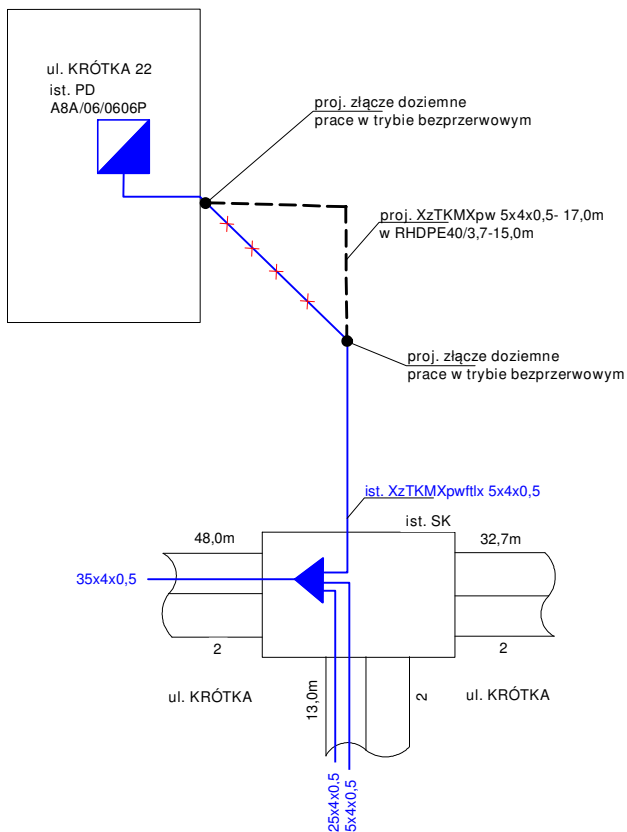 ul. KRÓTKA 22
ist. PD
A8A/06/0606P
proj. złącze doziemne
prace w trybie bezprzerwowym
proj. XzTKMXpw 5x4x0,5- 17,0m
w RHDPE40/3,7-15,0m
proj. złącze doziemne
prace w trybie bezprzerwowym
ist. XzTKMXpwftlx 5x4x0,5
ist. SK
48,0m
32,7m
35x4x0,5
2
2
ul. KRÓTKA
13,0m
2
ul. KRÓTKA
25x4x0.5
5x4x0,5